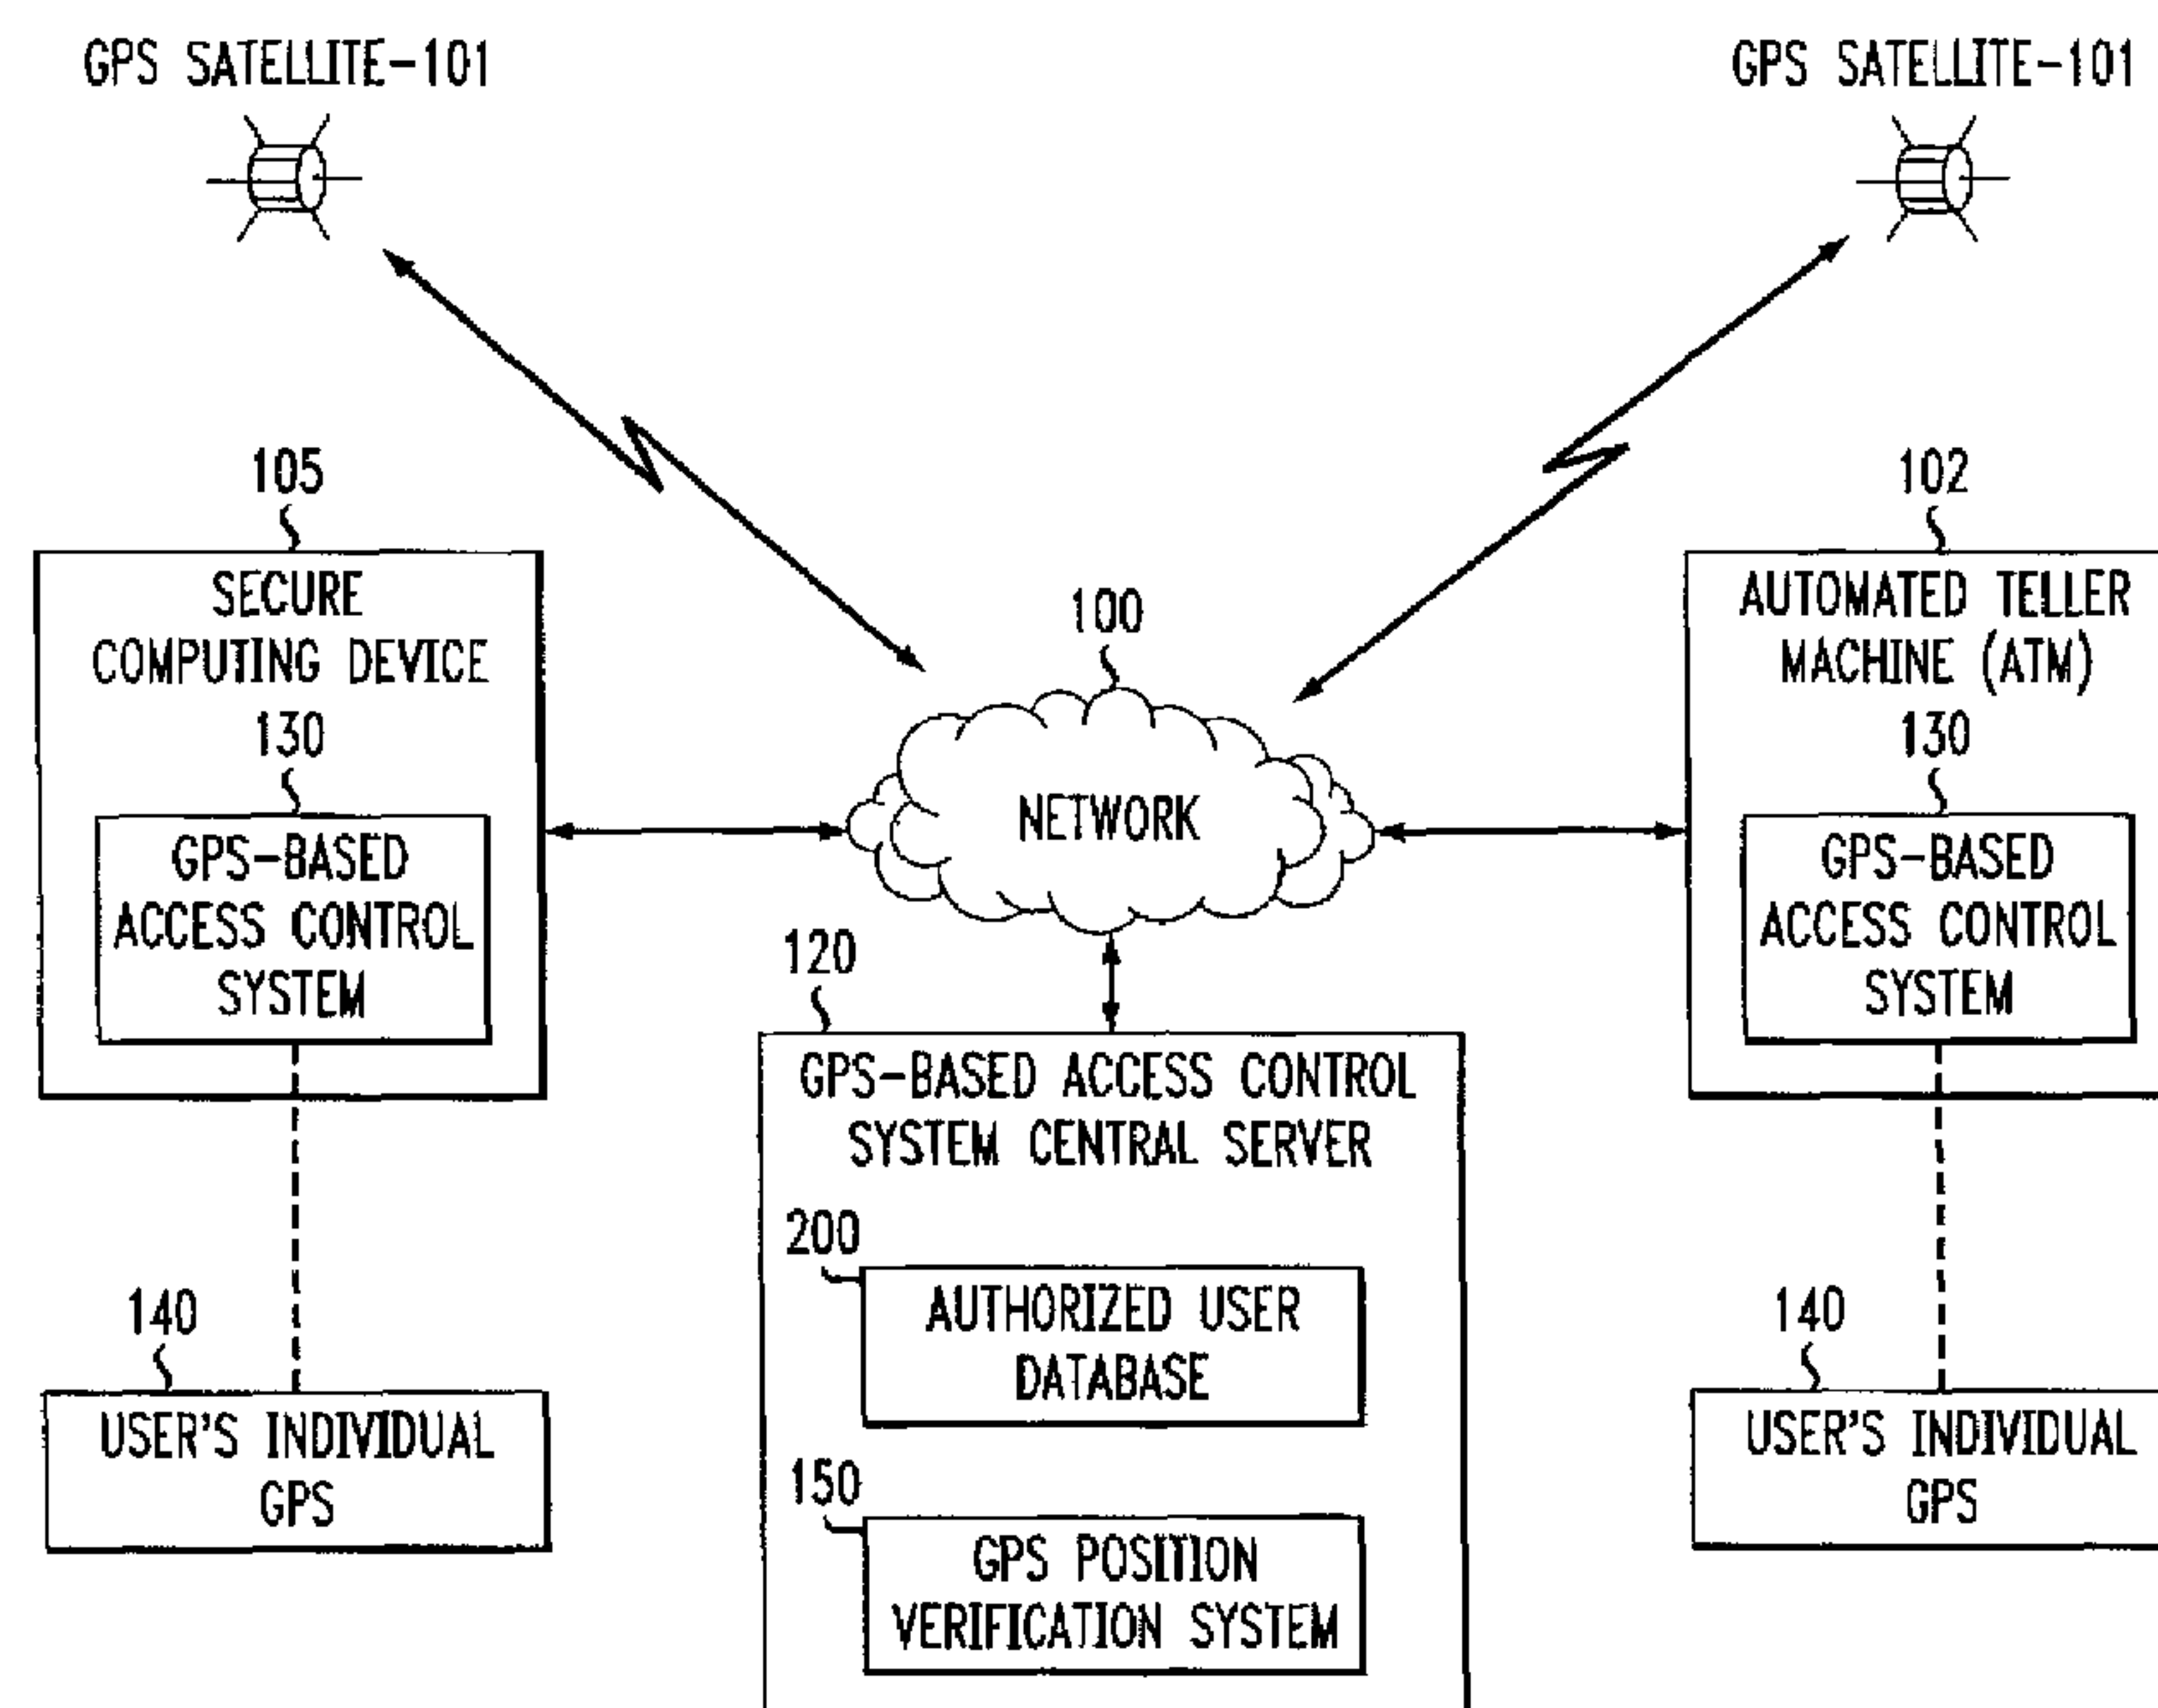 GPS SATELLITE-101
GPS SATELLITE-101
105
SECURE
COMPUTING DEVICE
130
GPS-BASED
ACCESS CONTROL
SYSTEM
140
USER'S INDIVIDUAL
GPS
100
NETWORK
120
GPS-BASED ACCESS CONTROL
SYSTEM CENTRAL SERVER
200
AUTHORIZED USER
DATABASE
150
GPS POSITION
VERIFICATION SYSTEM
102
AUTOMATED TELLER
MACHINE (ATM)
130
GPS-BASED
ACCESS CONTROL
SYSTEM
140
USER'S INDIVIDUAL
GPS